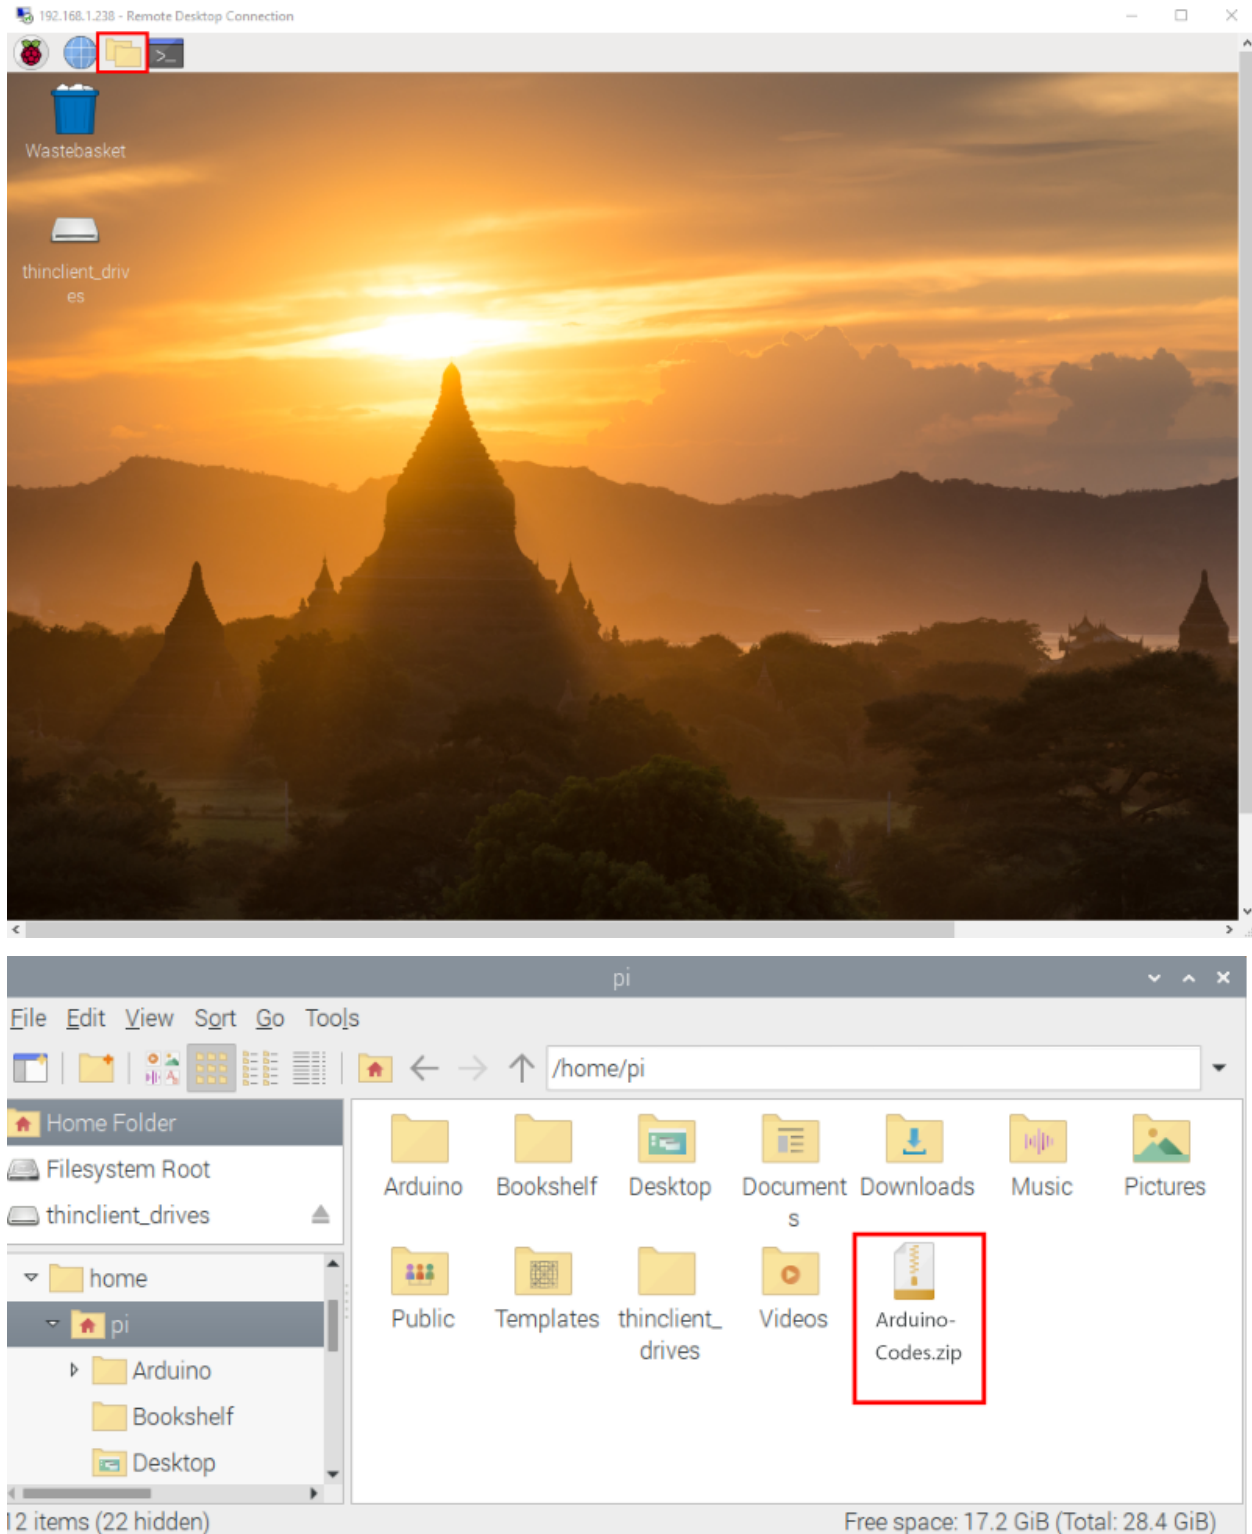 192.168.1.238 - Remote Desktop Connection
Wastebasket
thinclient_driv
es
pi
File Edit View Sort Go Tools
/home/pi
Home Folder
Filesystem Root
thinclient_drives
home
pi
Arduino
Bookshelf
Desktop
Arduino Bookshelf Desktop Document Downloads Music Pictures
s
Public Templates thinclient_ Videos Arduino-
drives Codes.zip
12 items (22 hidden) Free space: 17.2 GiB (Total: 28.4 GiB)